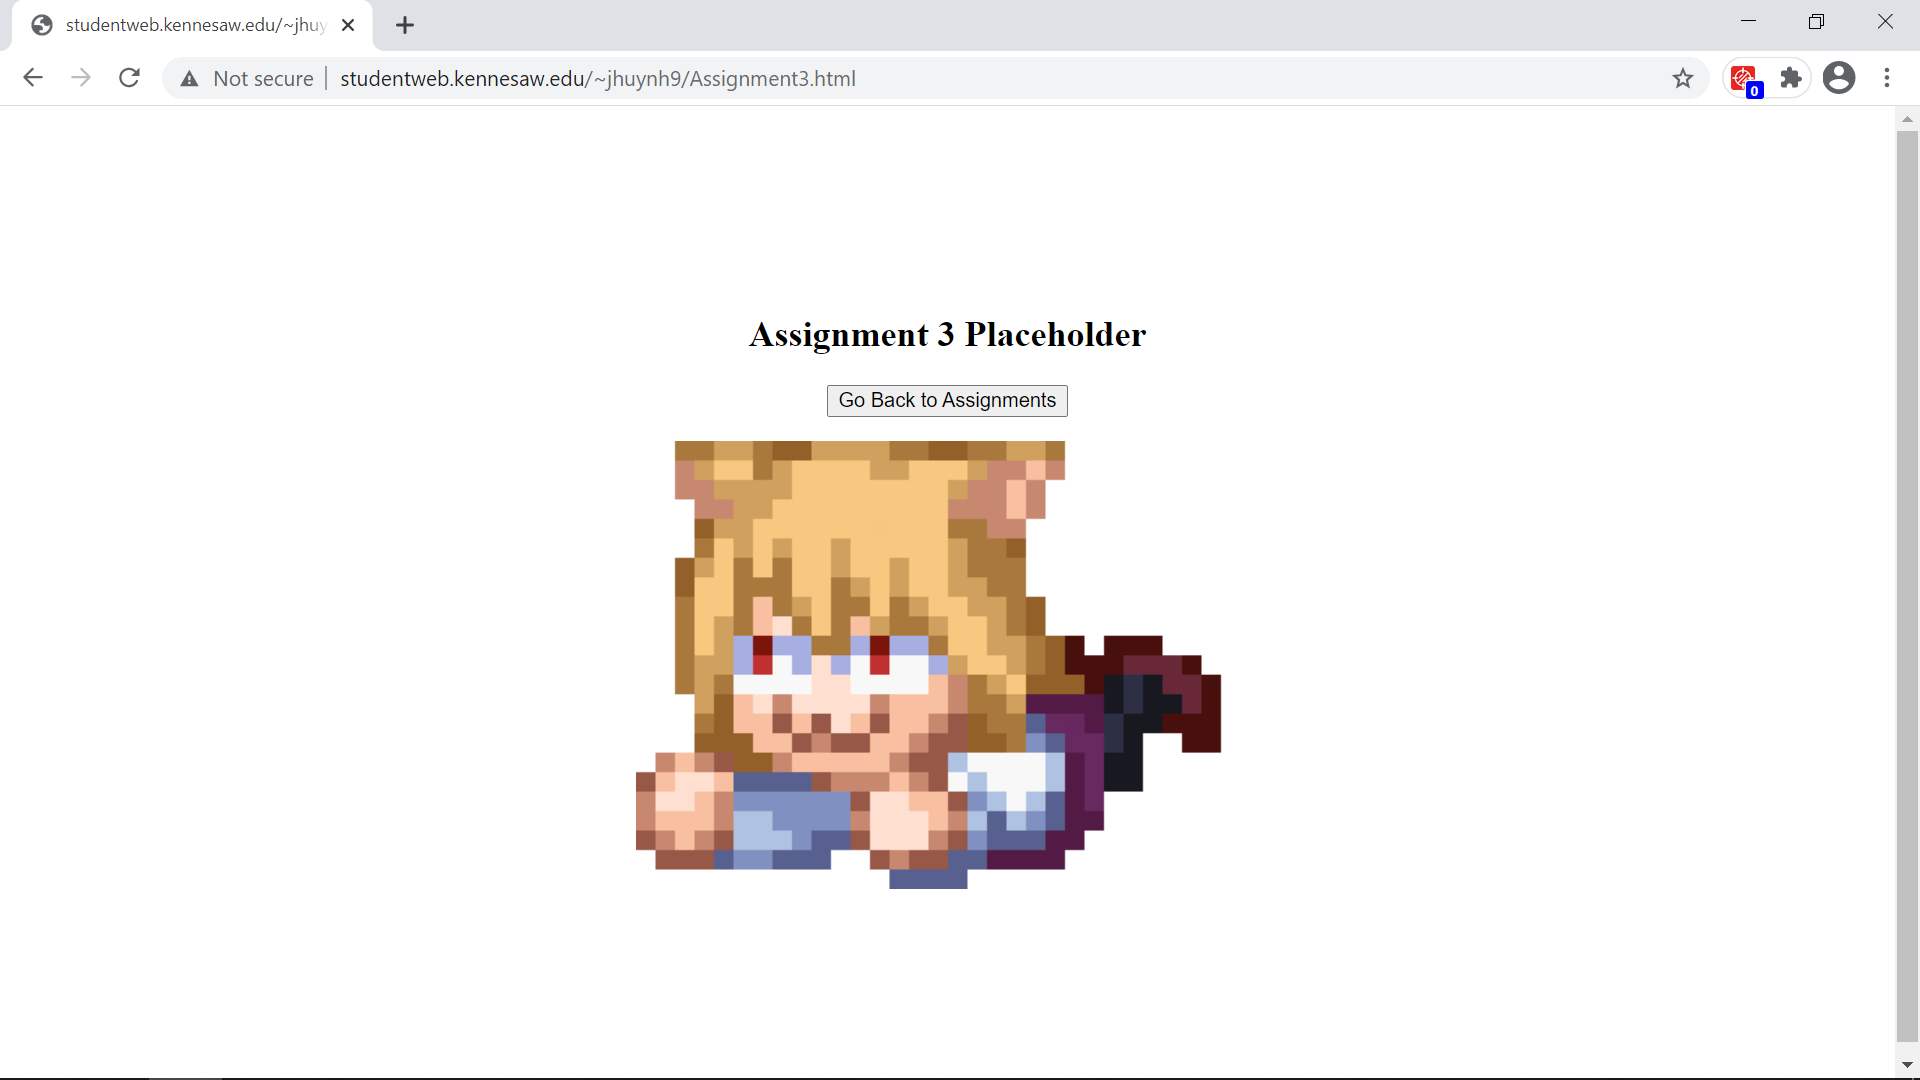 studentweb.kennesaw.edu/~jhuy
Not secure
studentweb.kennesaw.edu/~jhuynh9/Assignment3.html
0
Assignment 3 Placeholder
Go Back to Assignments